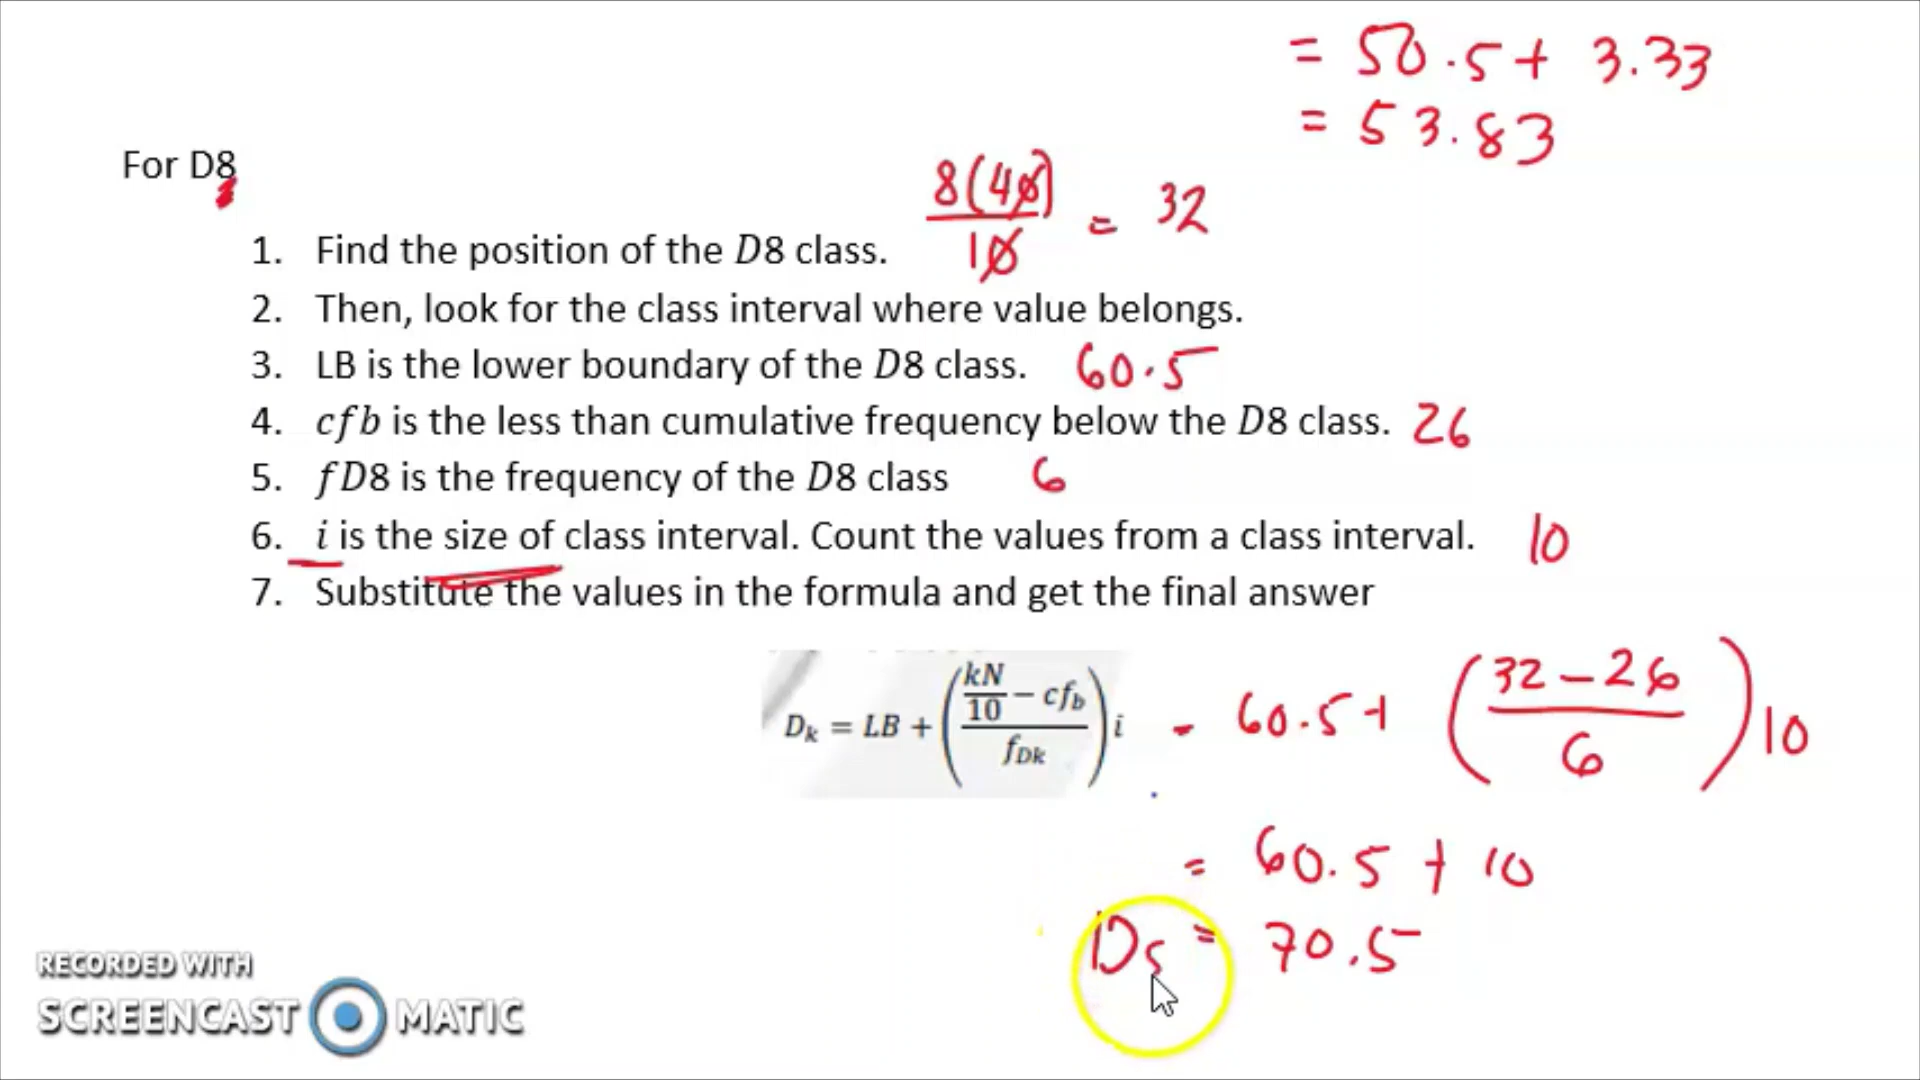 = 50.5 + 3.33
= 53.83
For D8
8(40)
10
= 32
1. Find the position of the D8 class.
2. Then, look for the class interval where value belongs.
3. LB is the lower boundary of the D8 class. 60.5
4. cfb is the less than cumulative frequency below the D8 class. 26
5. fD8 is the frequency of the D8 class 6
6. i is the size of class interval. Count the values from a class interval. 10
7. Substitute the values in the formula and get the final answer
Dk = LB + ( (kN/10 − cfb) / fDk ) i
- 60.5 + ( (32 − 26) / 6 ) 10
= 60.5 + 10
= 70.5
RECORDED WITH
SCREENCAST MATIC